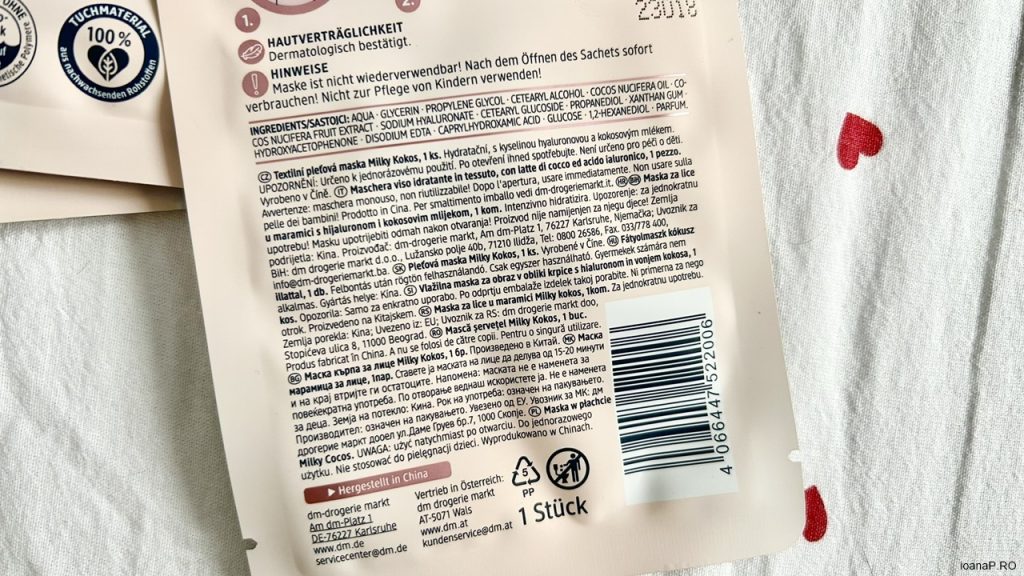 OHNE
TUCHMATERIAL
100 %
aus nachwachsenden Rohstoffen
1.
2.
23018
HAUTVERTRÄGLICHKEIT
Dermatologisch bestätigt.
HINWEISE
Maske ist nicht wiederverwendbar! Nach dem Öffnen des Sachets sofort
verbrauchen! Nicht zur Pflege von Kindern verwenden!
INGREDIENTS/SASTOJCI: AQUA · GLYCERIN · PROPYLENE GLYCOL · CETEARYL ALCOHOL · COCOS NUCIFERA OIL · CO-
COS NUCIFERA FRUIT EXTRACT · SODIUM HYALURONATE · CETEARYL GLUCOSIDE · PROPANEDIOL · XANTHAN GUM ·
HYDROXYACETOPHENONE · DISODIUM EDTA · CAPRYLHYDROXAMIC ACID · GLUCOSE · 1,2-HEXANEDIOL · PARFUM.
CZ Textilní pleťová maska Milky Kokos, 1 ks. Hydratační, s kyselinou hyaluronovou a kokosovým mlékem.
UPOZORNĚNÍ: Určeno k jednorázovému použití. Po otevření ihned spotřebujte. Není určeno pro péči o děti.
Vyrobeno v Číně. IT Maschera viso idratante in tessuto, con latte di cocco ed acido ialuronico, 1 pezzo.
Avvertenze: maschera monouso, non riutilizzabile! Dopo l'apertura, usare immediatamente. Non usare sulla
pelle dei bambini! Prodotto in Cina. Per smaltimento imballo vedi dm-drogeriemarkt.it. HR BIH Maska za lice
u maramici s hijaluronom i kokosovim mlijekom, 1 kom. Intenzivno hidratizira. Upozorenje: za jednokratnu
upotrebu! Masku upotrijebiti odmah nakon otvaranja! Proizvod nije namijenjen za njegu djece! Zemlja
podrijetla: Kina. Proizvođač: dm-drogerie markt, Am dm-Platz 1, 76227 Karlsruhe, Njemačka; Uvoznik za
BiH: dm drogerie markt d.o.o., Lužansko polje 40b, 71210 Ilidža, Tel: 0800 26586, Fax. 033/778 400,
info@dm-drogeriemarkt.ba. SK Pleťová maska Milky Kokos, 1 ks. Vyrobené v Číne. HU Fátyolmaszk kókusz
illattal, 1 db. Felbontás után rögtön felhasználandó. Csak egyszer használható. Gyermekek számára nem
alkalmas. Gyártás helye: Kína. SI Vlažilna maska za obraz v obliki krpice s hialuronom in vonjem kokosa, 1
kos. Opozorila: Samo za enkratno uporabo. Po odprtju embalaže izdelek takoj porabite. Ni primerna za nego
otrok. Proizvedeno na Kitajskem. RS Maska za lice u maramici Milky kokos, 1kom. Za jednokratnu upotrebu.
Zemlja porekla: Kina; Uvezeno iz: EU; Uvoznik za RS: dm drogerie markt doo,
Stopićeva ulica 8, 11000 Beograd. RO Mască șervețel Milky Kokos, 1 buc.
Produs fabricat în China. A nu se folosi de către copii. Pentru o singură utilizare.
BG Маска кърпа за лице Milky Kokos, 1 бр. Произведено в Китай. MK Маска
марамица за лице, 1пар. Ставете ја маската на лице да делува од 15-20 минути
и на крај втријте ги остатоците. Напомена: маската не е наменета за
повеќекратна употреба. По отворање веднаш искористете ја. Не е наменета
за деца. Земја на потекло: Кина. Рок на употреба: означен на пакувањето.
Производител: означен на пакувањето. Увезено од ЕУ. Увозник за МК: дм
дрогерие маркт дооел ул.Даме Груев бр.7, 1000 Скопје. PL Maska w płachcie
Milky Cocos. UWAGA: użyć natychmiast po otwarciu. Do jednorazowego
użytku. Nie stosować do pielęgnacji dzieci. Wyprodukowano w Chinach.
4 066447 522006
Hergestellt in China
dm-drogerie markt
Am dm-Platz 1
DE-76227 Karlsruhe
www.dm.de
servicecenter@dm.de
Vertrieb in Österreich:
dm drogerie markt
AT-5071 Wals
www.dm.at
kundenservice@dm.at
5
PP
1 Stück
ioanaP.RO